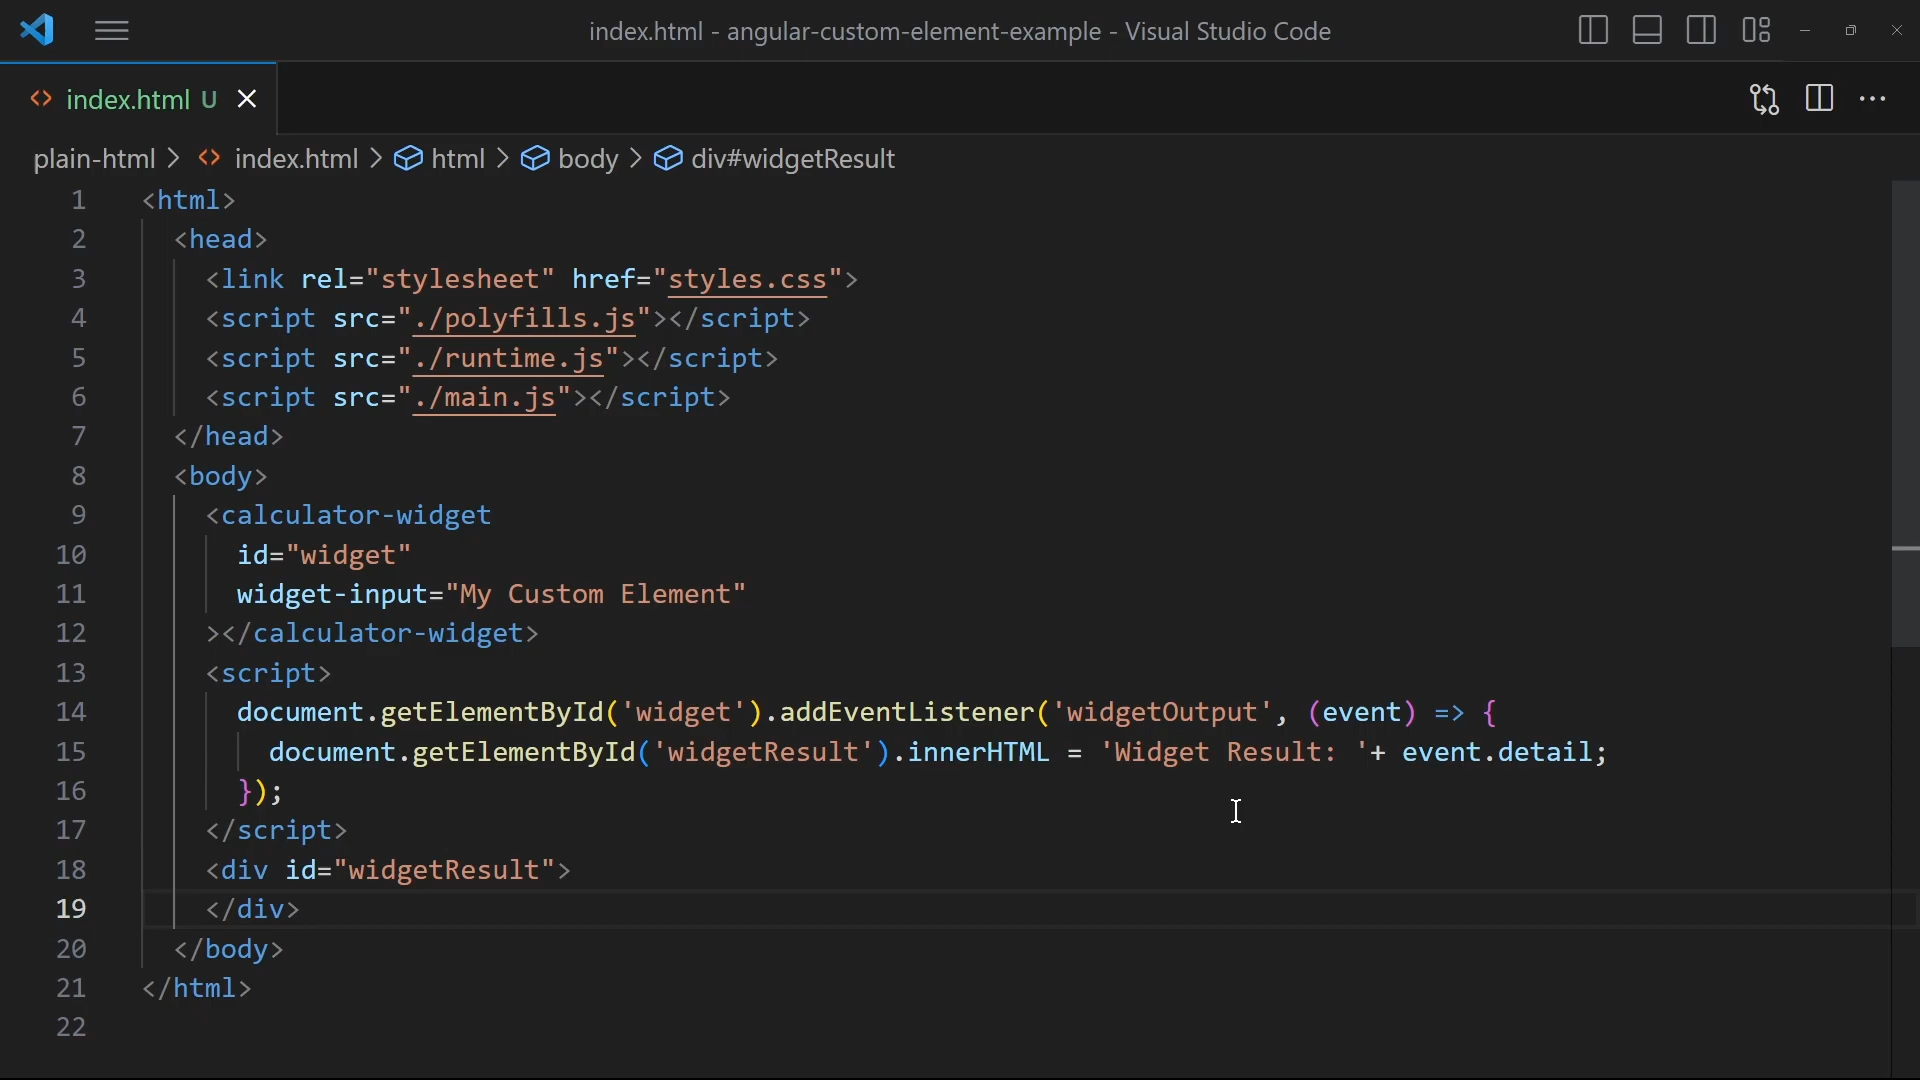 index.html - angular-custom-element-example - Visual Studio Code
index.html U
plain-html > index.html > html > body > div#widgetResult
1 <html>
2 <head>
3 <link rel="stylesheet" href="styles.css">
4 <script src="./polyfills.js"></script>
5 <script src="./runtime.js"></script>
6 <script src="./main.js"></script>
7 </head>
8 <body>
9 <calculator-widget
10 id="widget"
11 widget-input="My Custom Element"
12 ></calculator-widget>
13 <script>
14 document.getElementById('widget').addEventListener('widgetOutput', (event) => {
15 document.getElementById('widgetResult').innerHTML = 'Widget Result: '+ event.detail;
16 });
17 </script>
18 <div id="widgetResult">
19 </div>
20 </body>
21 </html>
22